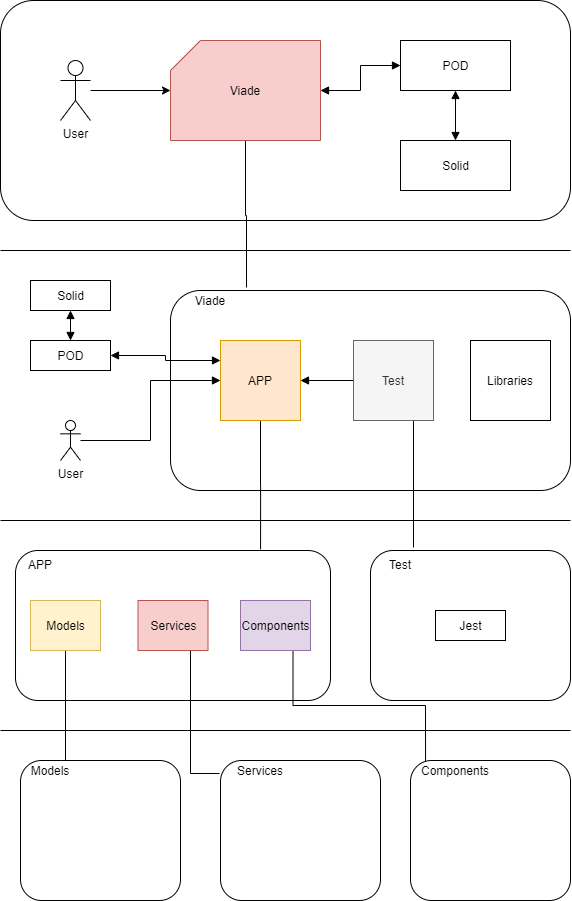 User
Viade
POD
Solid
Viade
Solid
POD
User
APP
Test
Libraries
APP
Test
Models
Services
Components
Jest
Models
Services
Components